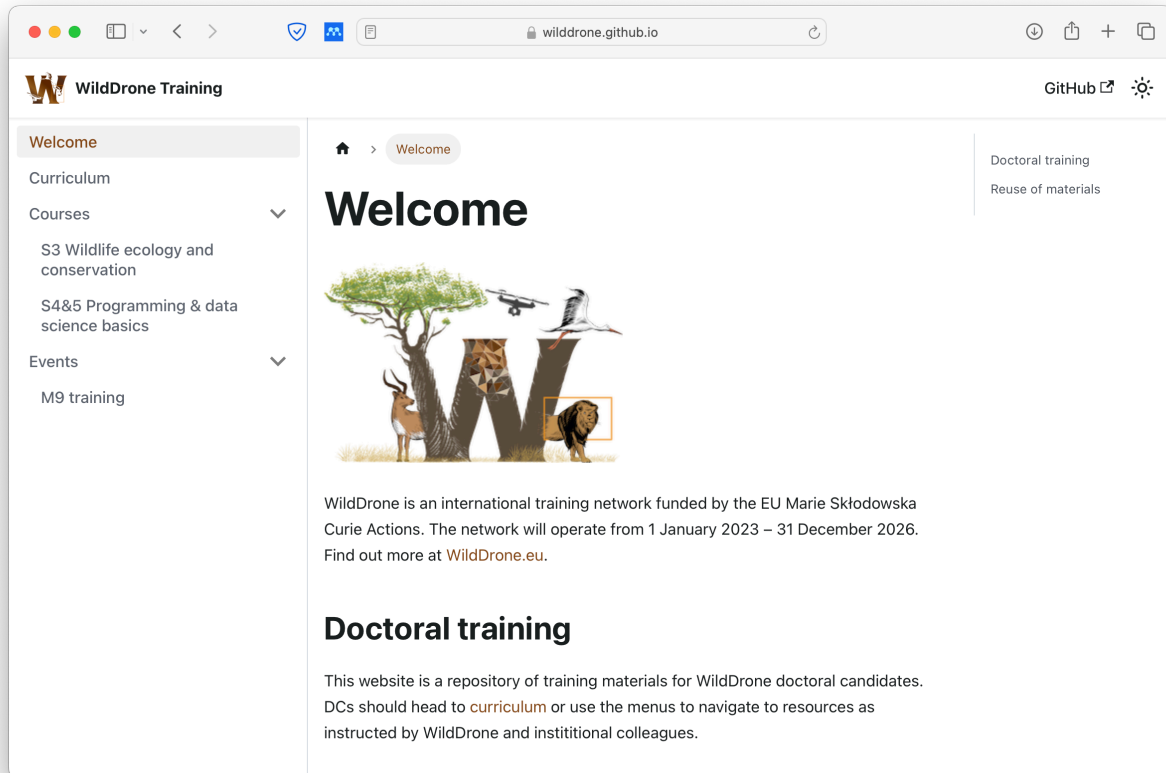 wilddrone.github.io
WildDrone Training
GitHub
Welcome
Curriculum
Courses
S3 Wildlife ecology and
conservation
S4&5 Programming & data
science basics
Events
M9 training
Welcome
Welcome
W
WildDrone is an international training network funded by the EU Marie Skłodowska
Curie Actions. The network will operate from 1 January 2023 – 31 December 2026.
Find out more at WildDrone.eu.
Doctoral training
This website is a repository of training materials for WildDrone doctoral candidates.
DCs should head to curriculum or use the menus to navigate to resources as
instructed by WildDrone and instititional colleagues.
Doctoral training
Reuse of materials